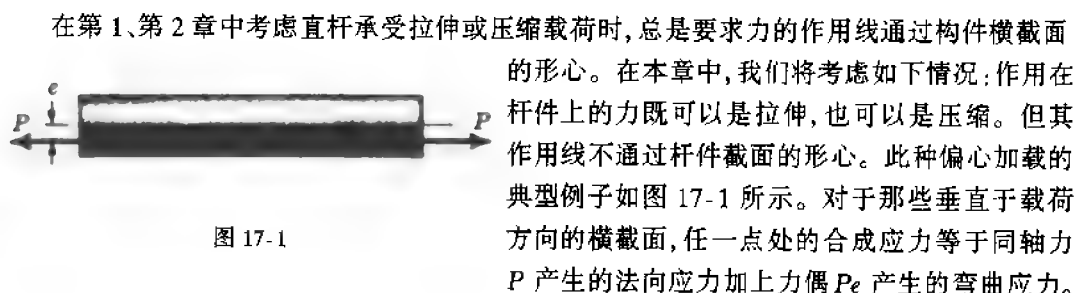 在第1、第2章中考虑直杆承受拉伸或压缩载荷时,总是要求力的作用线通过构件横截面
的形心。在本章中,我们将考虑如下情况:作用在
杆件上的力既可以是拉伸,也可以是压缩。但其
作用线不通过杆件截面的形心。此种偏心加载的
典型例子如图17-1所示。对于那些垂直于载荷
方向的横截面,任一点处的合成应力等于同轴力
P产生的法向应力加上力偶Pe产生的弯曲应力。
e
P
P
图17-1